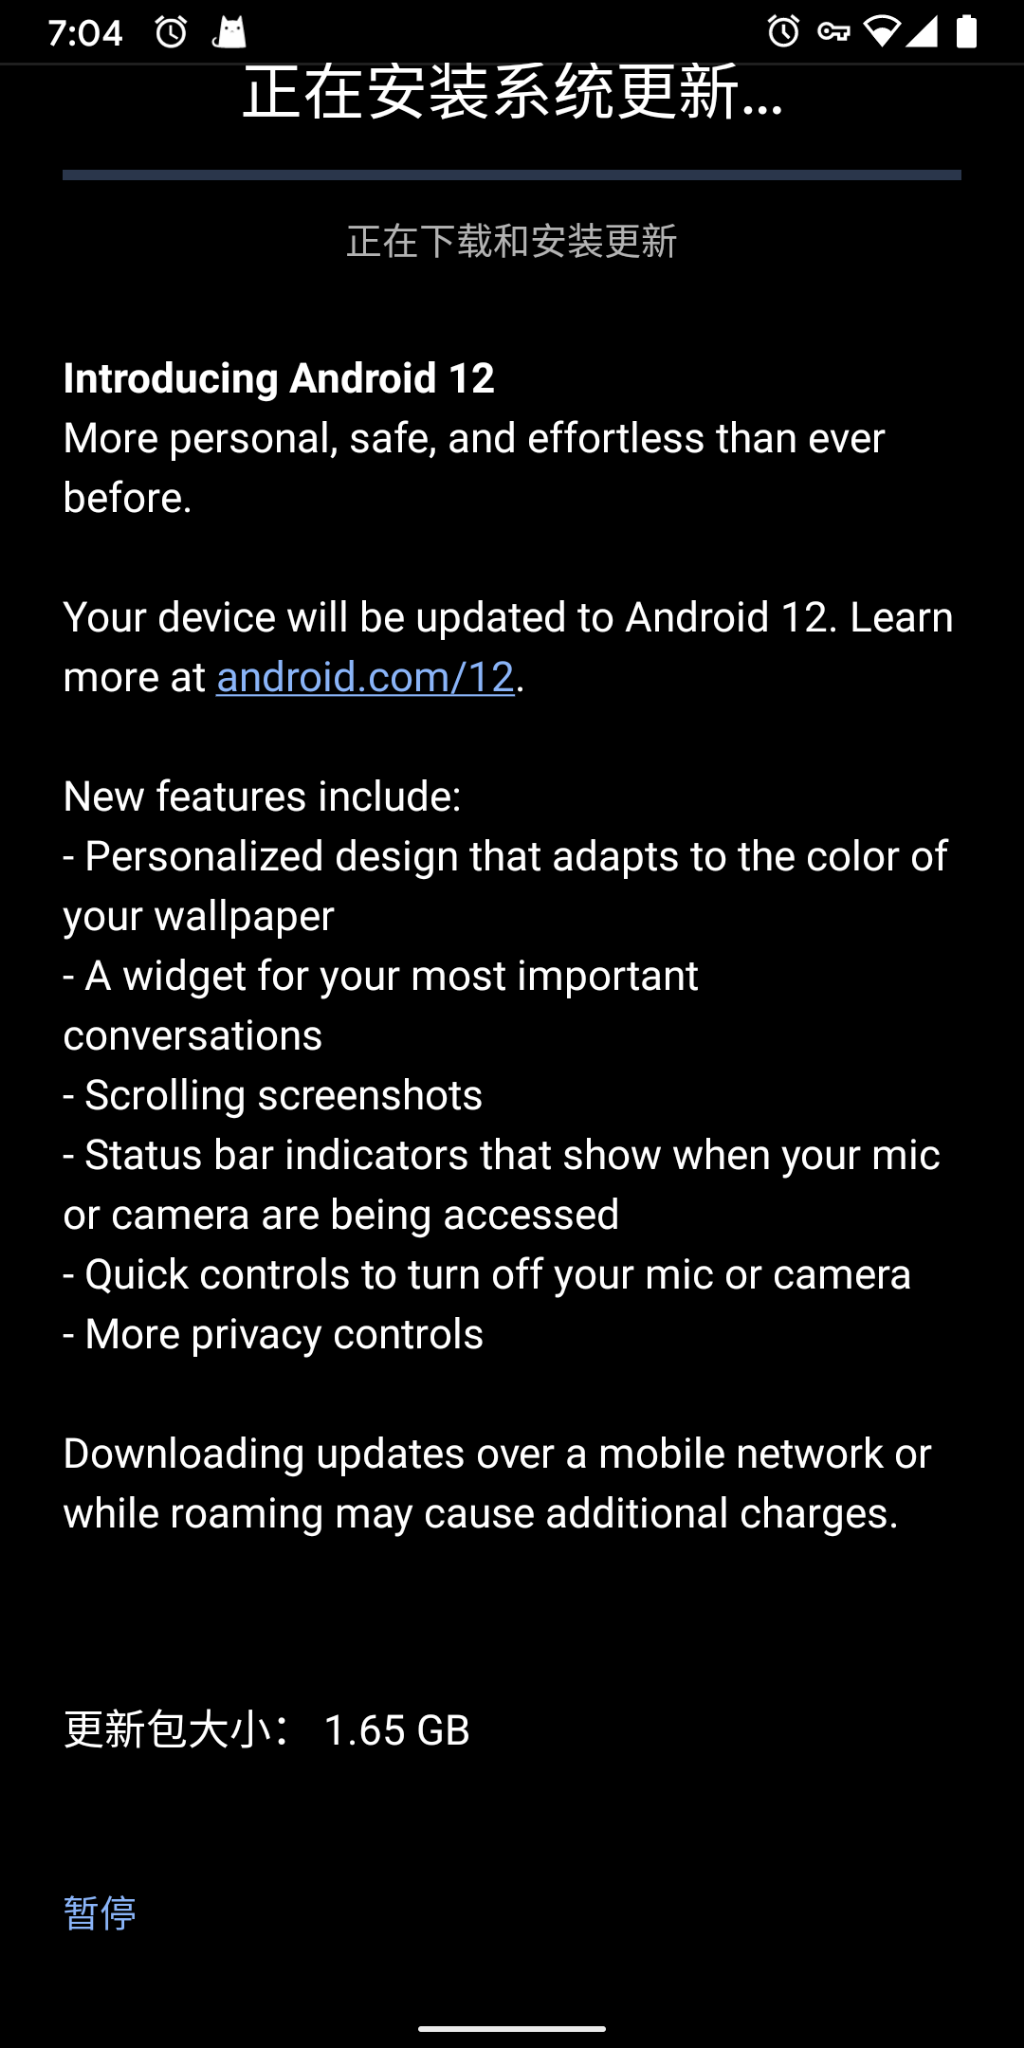 7:04
正在安装系统更新...
正在下载和安装更新
Introducing Android 12
More personal, safe, and effortless than ever
before.
Your device will be updated to Android 12. Learn
more at android.com/12.
New features include:
- Personalized design that adapts to the color of
your wallpaper
- A widget for your most important
conversations
- Scrolling screenshots
- Status bar indicators that show when your mic
or camera are being accessed
- Quick controls to turn off your mic or camera
- More privacy controls
Downloading updates over a mobile network or
while roaming may cause additional charges.
更新包大小： 1.65 GB
暂停